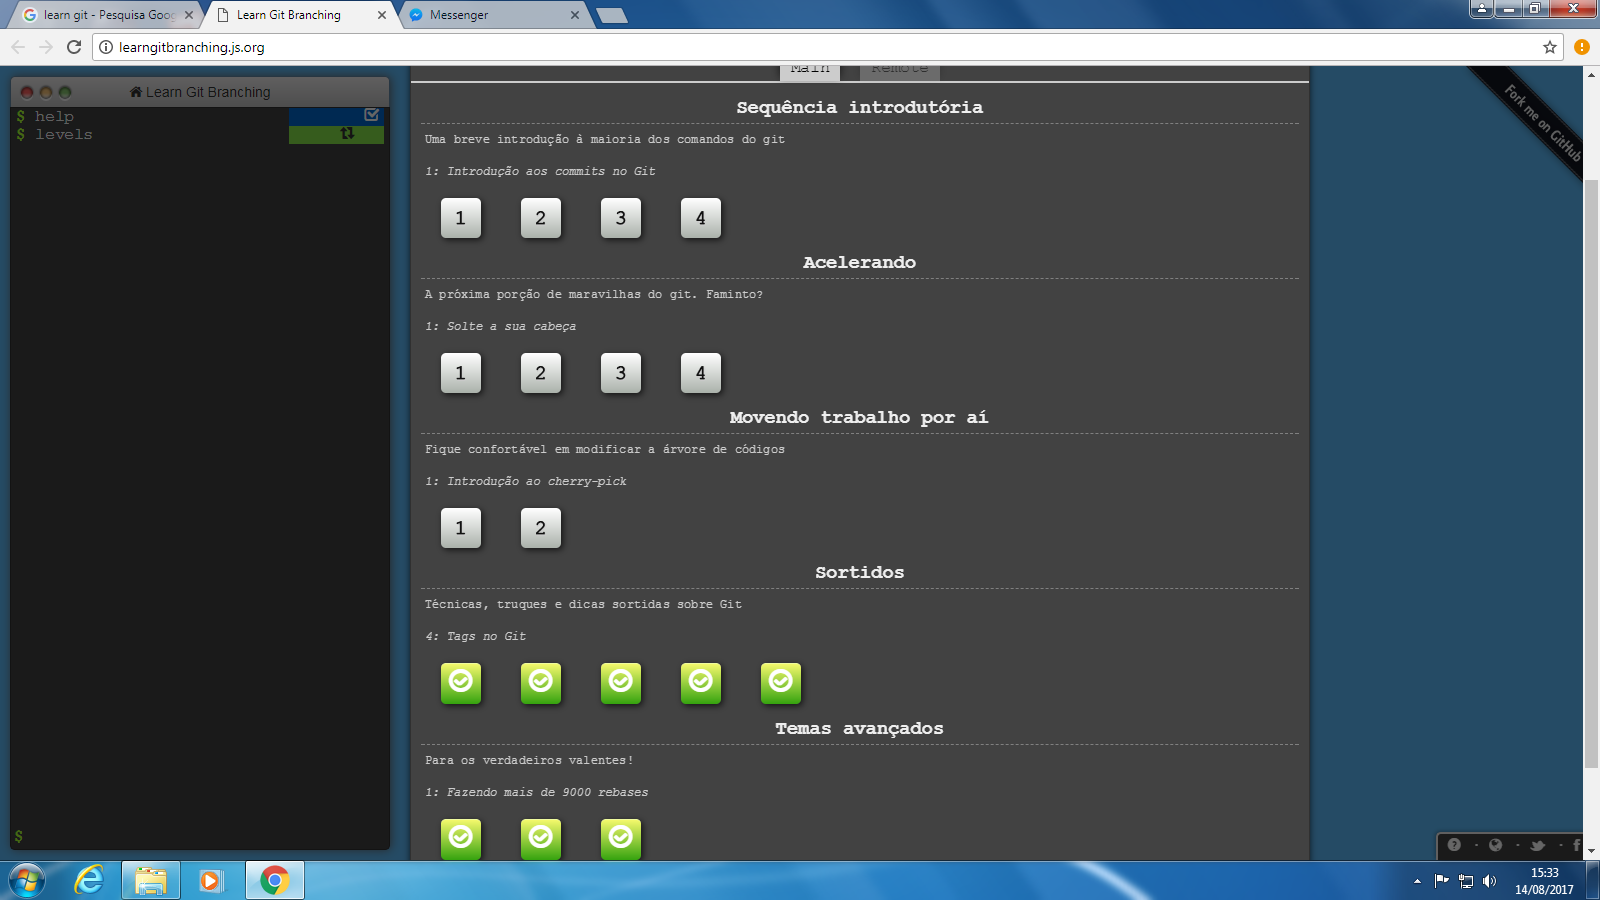 learn git - Pesquisa Goog
Learn Git Branching
Messenger
learngitbranching.js.org
Learn Git Branching
$ help
$ levels
$
Main
Remote
Sequência introdutória
Uma breve introdução à maioria dos comandos do git
1: Introdução aos commits no Git
1 2 3 4
Acelerando
A próxima porção de maravilhas do git. Faminto?
1: Solte a sua cabeça
1 2 3 4
Movendo trabalho por aí
Fique confortável em modificar a árvore de códigos
1: Introdução ao cherry-pick
1 2
Sortidos
Técnicas, truques e dicas sortidas sobre Git
4: Tags no Git
Temas avançados
Para os verdadeiros valentes!
1: Fazendo mais de 9000 rebases
Fork me on GitHub
15:33
14/08/2017